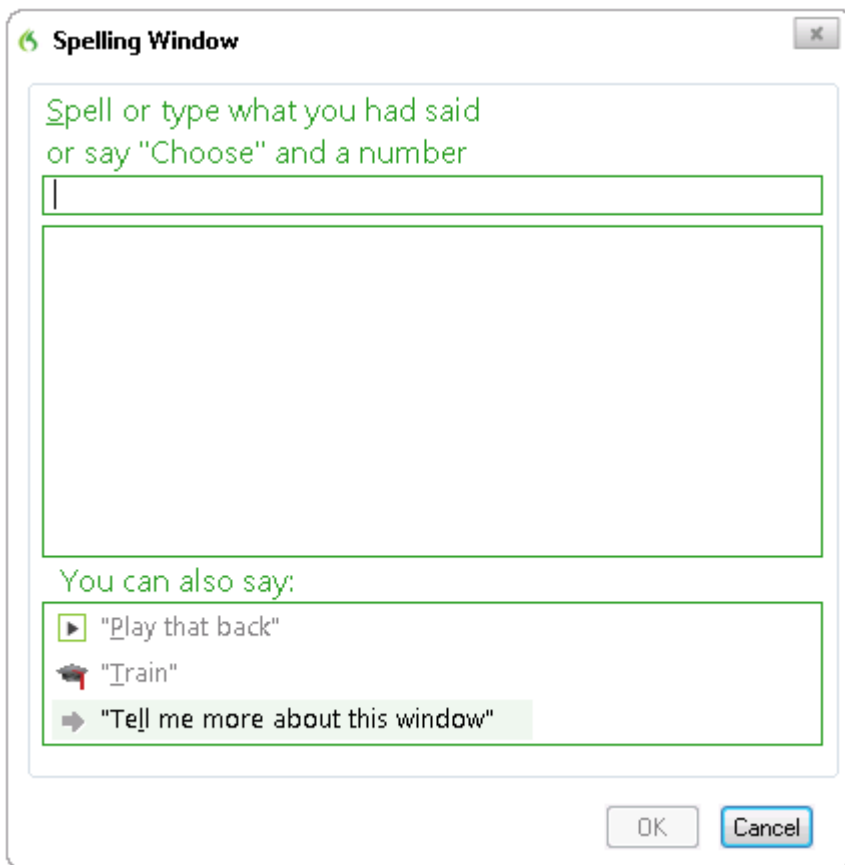 Spelling Window
Spell or type what you had said
or say "Choose" and a number
You can also say:
"Play that back"
"Train"
"Tell me more about this window"
OK
Cancel